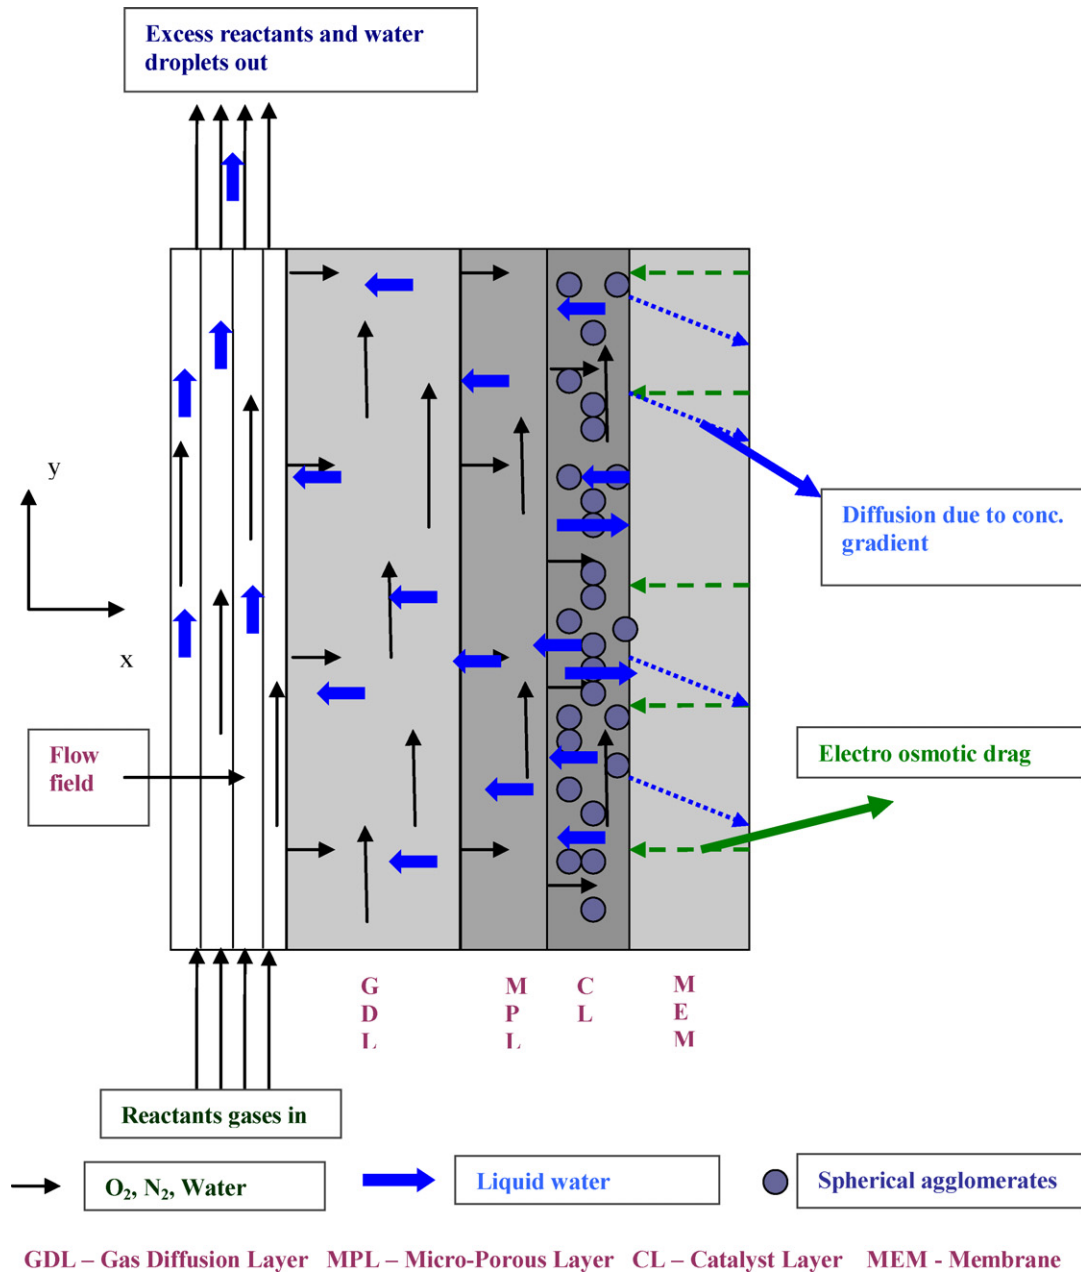 Excess reactants and water
droplets out
y
x
Diffusion due to conc.
gradient
Flow
field
Electro osmotic drag
G
D
L
M
P
L
C
L
M
E
M
Reactants gases in
O₂, N₂, Water
Liquid water
Spherical agglomerates
GDL – Gas Diffusion Layer MPL – Micro-Porous Layer CL – Catalyst Layer MEM - Membrane